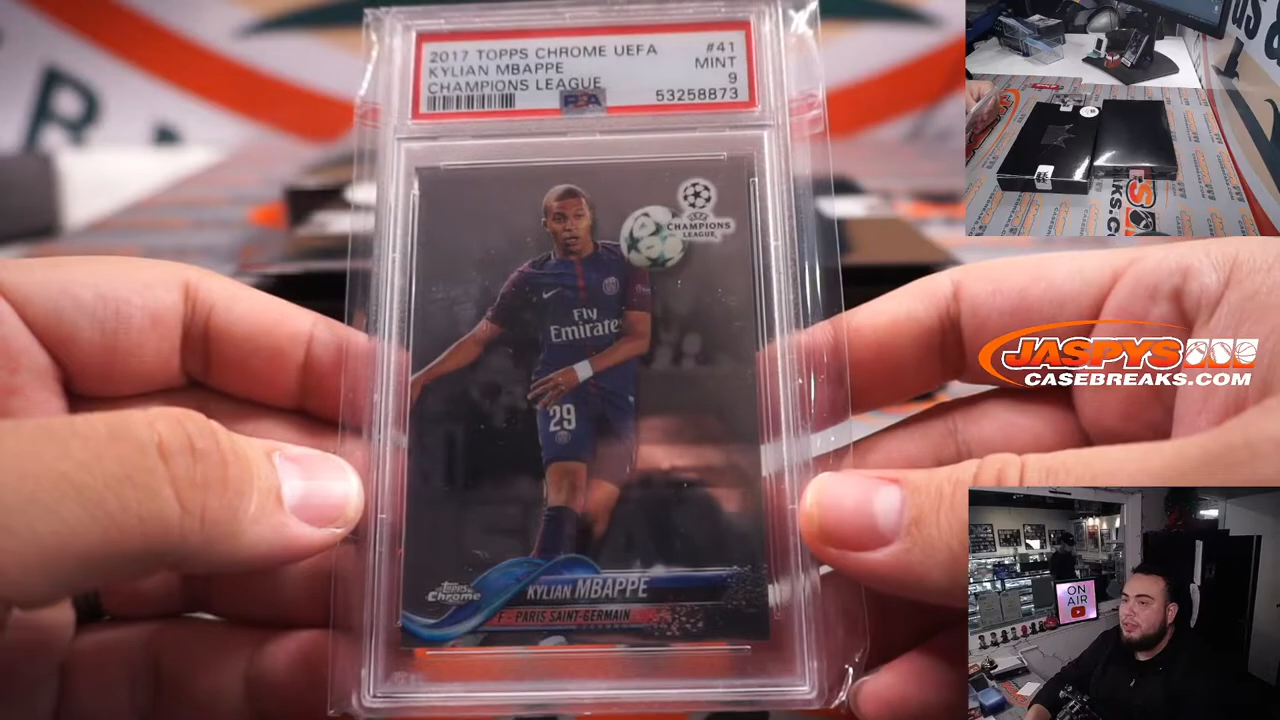 2017 TOPPS CHROME UEFA #41
KYLIAN MBAPPE MINT
CHAMPIONS LEAGUE 9
PSA 53258873
UEFA
CHAMPIONS
LEAGUE
Fly
Emirates
29
Topps
Chrome
KYLIAN MBAPPE
F - PARIS SAINT-GERMAIN
JASPYS
CASEBREAKS.COM
ON
AIR